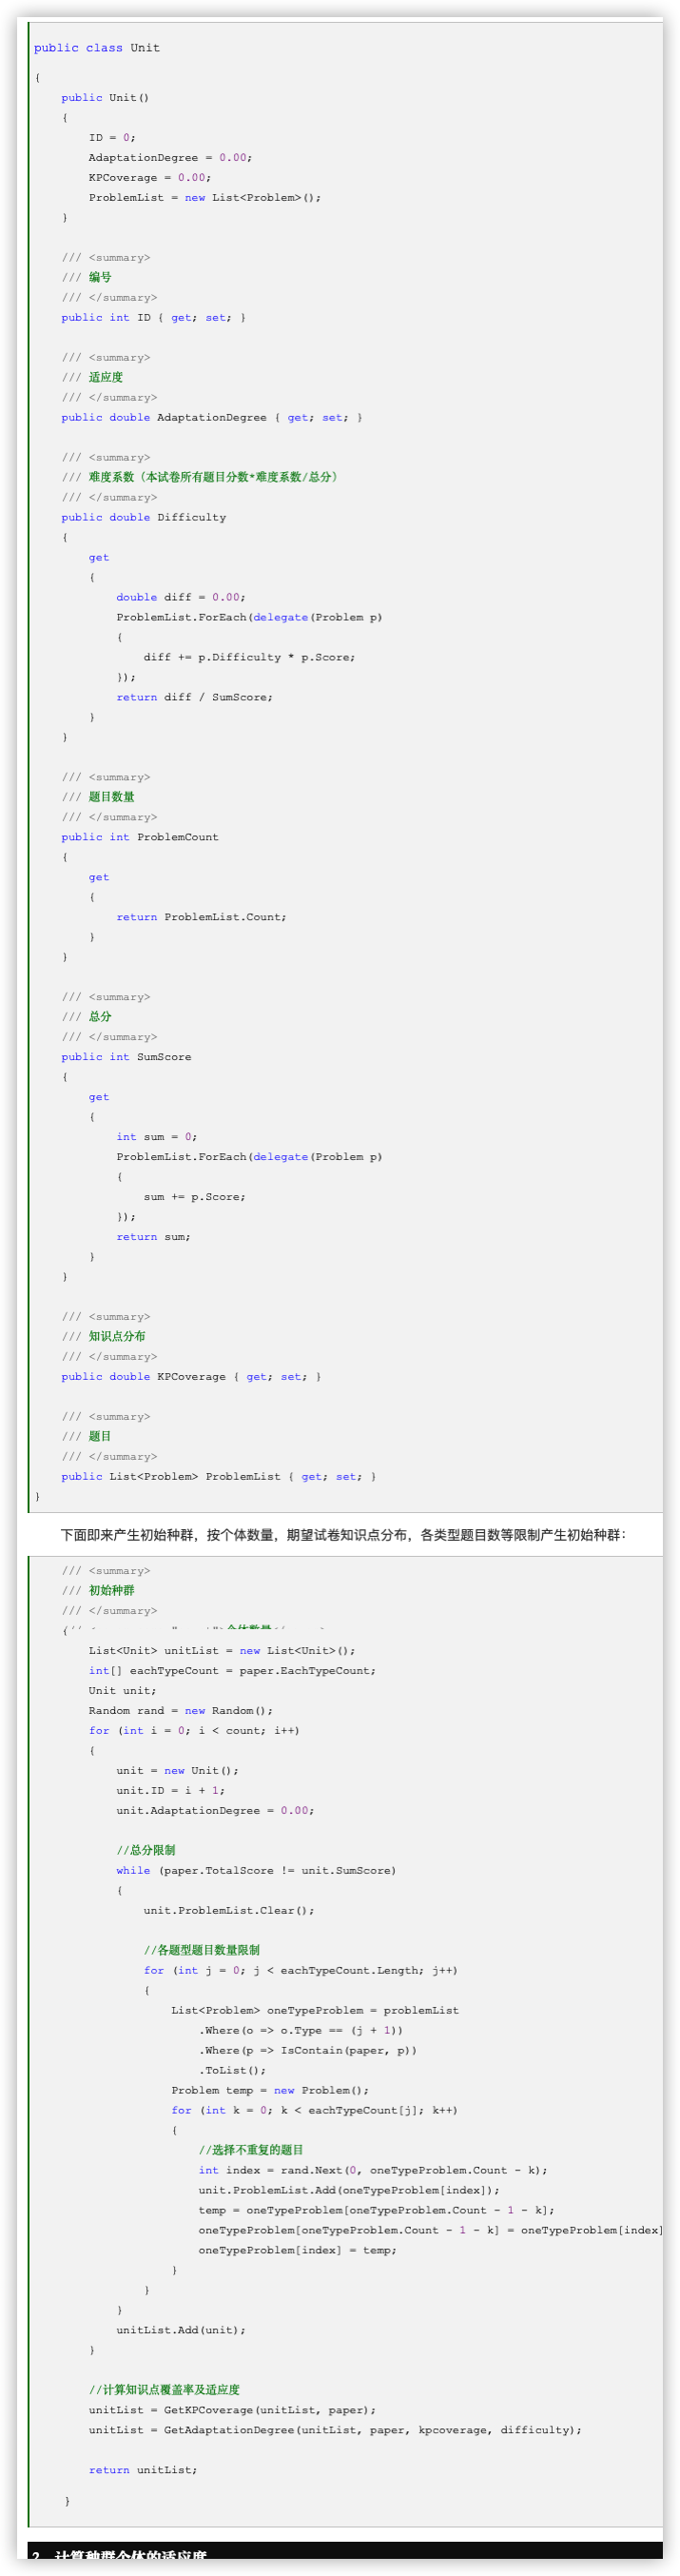 public class Unit
{
    public Unit()
    {
        ID = 0;
        AdaptationDegree = 0.00;
        KPCoverage = 0.00;
        ProblemList = new List<Problem>();
    }
    /// <summary>
    /// 编号
    /// </summary>
    public int ID { get; set; }
    /// <summary>
    /// 适应度
    /// </summary>
    public double AdaptationDegree { get; set; }
    /// <summary>
    /// 难度系数（本试卷所有题目分数*难度系数/总分）
    /// </summary>
    public double Difficulty
    {
        get
        {
            double diff = 0.00;
            ProblemList.ForEach(delegate(Problem p)
            {
                diff += p.Difficulty * p.Score;
            });
            return diff / SumScore;
        }
    }
    /// <summary>
    /// 题目数量
    /// </summary>
    public int ProblemCount
    {
        get
        {
            return ProblemList.Count;
        }
    }
    /// <summary>
    /// 总分
    /// </summary>
    public int SumScore
    {
        get
        {
            int sum = 0;
            ProblemList.ForEach(delegate(Problem p)
            {
                sum += p.Score;
            });
            return sum;
        }
    }
    /// <summary>
    /// 知识点分布
    /// </summary>
    public double KPCoverage { get; set; }
    /// <summary>
    /// 题目
    /// </summary>
    public List<Problem> ProblemList { get; set; }
}
下面即来产生初始种群，按个体数量，期望试卷知识点分布，各类型题目数等限制产生初始种群：
    /// <summary>
    /// 初始种群
    /// </summary>
    {
        List<Unit> unitList = new List<Unit>();
        int[] eachTypeCount = paper.EachTypeCount;
        Unit unit;
        Random rand = new Random();
        for (int i = 0; i < count; i++)
        {
            unit = new Unit();
            unit.ID = i + 1;
            unit.AdaptationDegree = 0.00;
            //总分限制
            while (paper.TotalScore != unit.SumScore)
            {
                unit.ProblemList.Clear();
                //各题型题目数量限制
                for (int j = 0; j < eachTypeCount.Length; j++)
                {
                    List<Problem> oneTypeProblem = problemList
                        .Where(o => o.Type == (j + 1))
                        .Where(p => IsContain(paper, p))
                        .ToList();
                    Problem temp = new Problem();
                    for (int k = 0; k < eachTypeCount[j]; k++)
                    {
                        //选择不重复的题目
                        int index = rand.Next(0, oneTypeProblem.Count - k);
                        unit.ProblemList.Add(oneTypeProblem[index]);
                        temp = oneTypeProblem[oneTypeProblem.Count - 1 - k];
                        oneTypeProblem[oneTypeProblem.Count - 1 - k] = oneTypeProblem[index]
                        oneTypeProblem[index] = temp;
                    }
                }
            }
            unitList.Add(unit);
        }
        //计算知识点覆盖率及适应度
        unitList = GetKPCoverage(unitList, paper);
        unitList = GetAdaptationDegree(unitList, paper, kpcoverage, difficulty);
        return unitList;
    }
2、计算种群个体的适应度